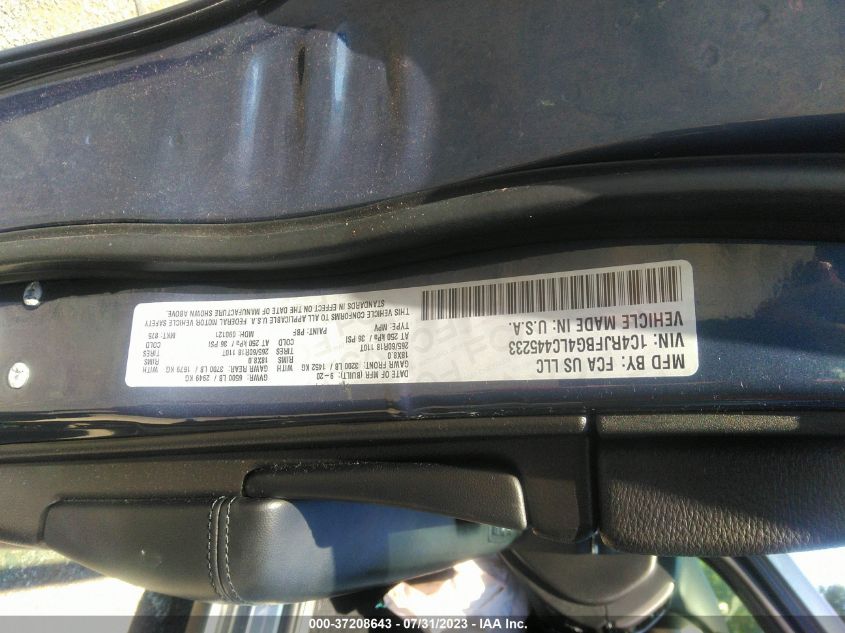 MFD BY: FCA US LLC
DATE OF MFR (BUILT): 9-20
GVWR: 6500 LB / 2949 KG
GAWR FRONT: 3200 LB / 1452 KG
GAWR REAR: 3700 LB / 1679 KG
18X8.0
RIMS
WITH
18X8.0
RIMS
WITH
265/60R18 110T
TIRES
265/60R18 110T
TIRES
AT 250 kPa / 36 PSI
COLD
AT 250 kPa / 36 PSI
COLD
VIN: 1C4RJFBG4LC445233
TYPE: MPV
PAINT: PBF
MDH: 090121
MKT: 875
VEHICLE MADE IN: U.S.A.
THIS VEHICLE CONFORMS TO ALL APPLICABLE U.S.A. FEDERAL MOTOR VEHICLE SAFETY
STANDARDS IN EFFECT ON THE DATE OF MANUFACTURE SHOWN ABOVE.
000-37208643 - 07/31/2023 - IAA Inc.